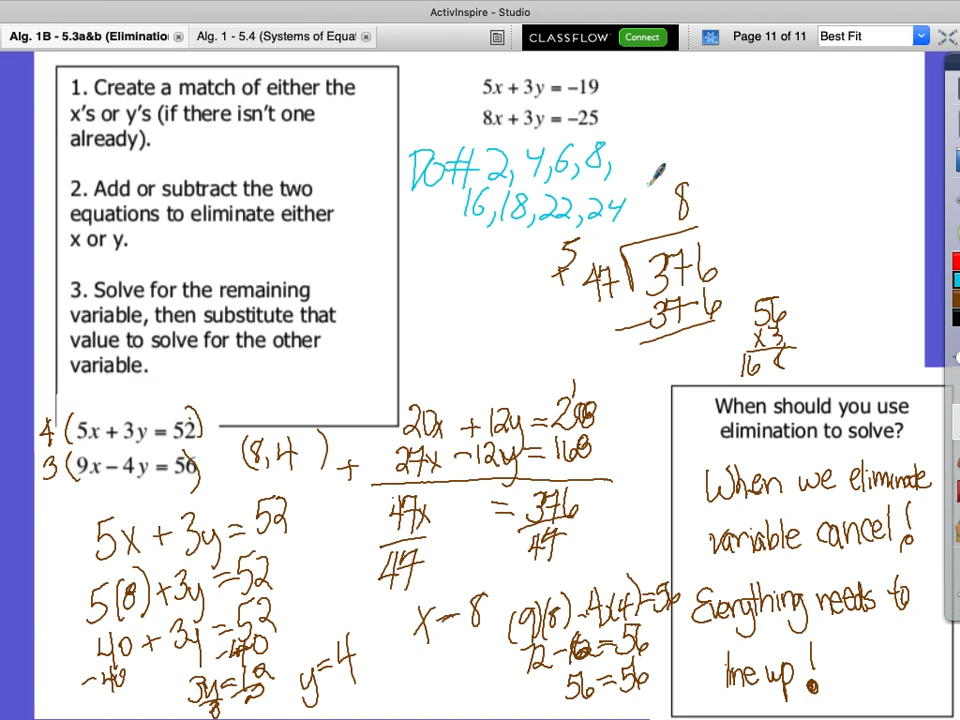 ActivInspire - Studio
Alg. 1B - 5.3a&b (Eliminatio
Alg. 1 - 5.4 (Systems of Equa
CLASSFLOW Connect
Page 11 of 11
Best Fit
1. Create a match of either the
x's or y's (if there isn't one
already).
2. Add or subtract the two
equations to eliminate either
x or y.
3. Solve for the remaining
variable, then substitute that
value to solve for the other
variable.
5x + 3y = −19
8x + 3y = −25
Do # 2, 4, 6, 8,
16, 18, 22, 24
8
5
47 376
376
56
x 3
16
4 (5x + 3y = 52)
3 (9x − 4y = 56)
(8, 4)
5x + 3y = 52
5(8) + 3y = 52
40 + 3y = 52
-40 -40
3y = 12
3 3
y = 4
1
20x + 12y = 208
+ 27x - 12y = 168
47x = 376
47 47
x - 8
(9)(8) - 4(4) = 56
72 - 16 = 56
56 = 56
When should you use
elimination to solve?
When we eliminate
variable cancel!
Everything needs to
line up!